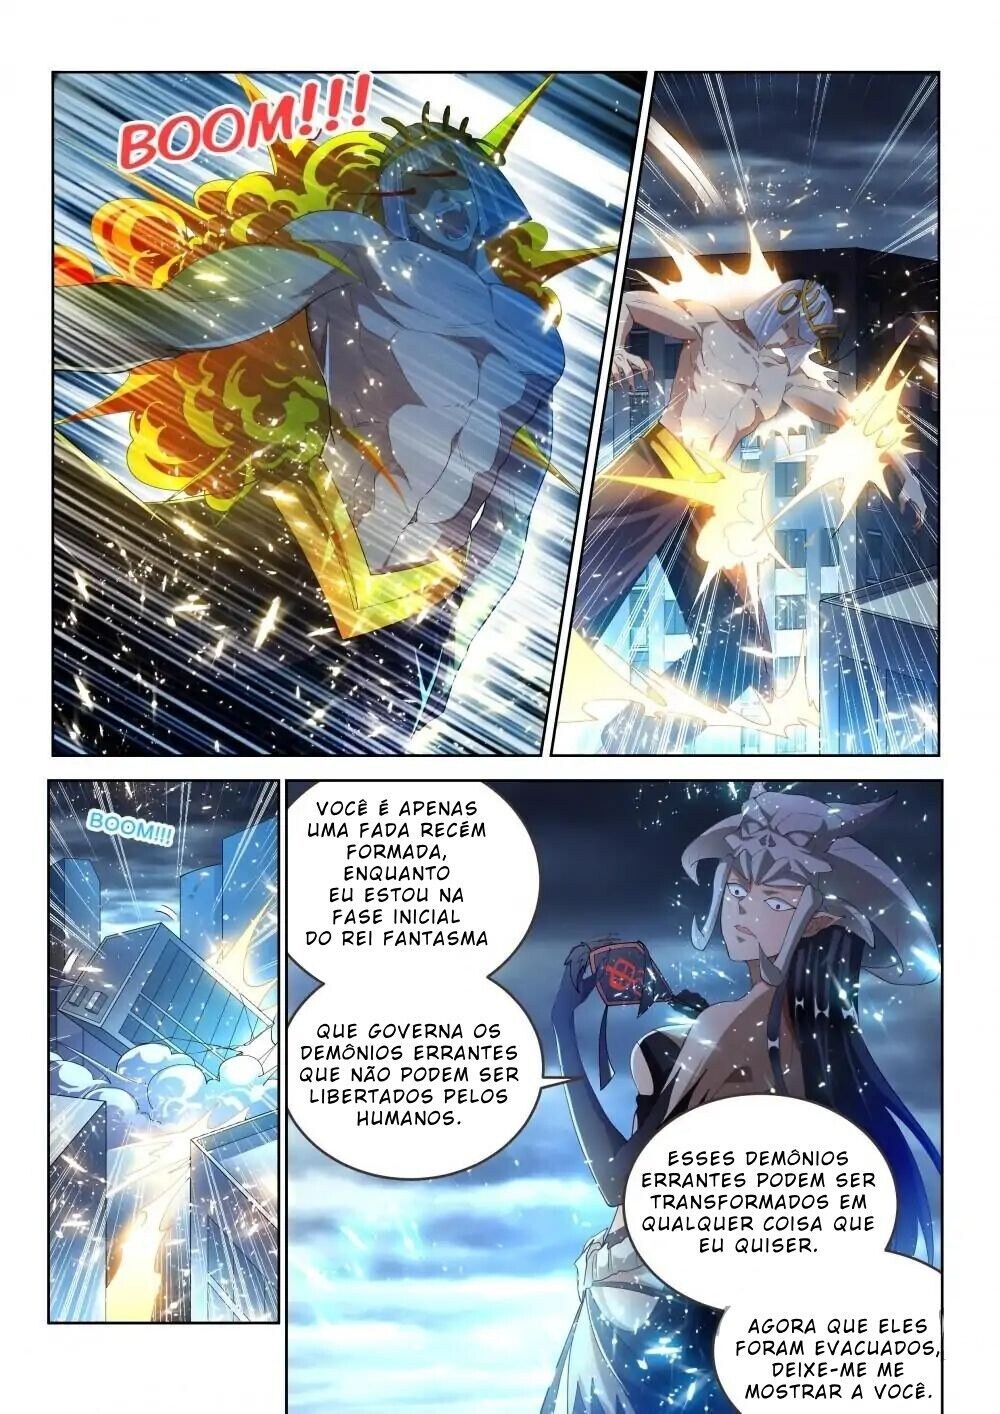 BOOM!!!
BOOM!!!
VOCÊ É APENAS
UMA FADA RECÉM
FORMADA,
ENQUANTO
EU ESTOU NA
FASE INICIAL
DO REI FANTASMA
QUE GOVERNA OS
DEMÔNIOS ERRANTES
QUE NÃO PODEM SER
LIBERTADOS PELOS
HUMANOS.
ESSES DEMÔNIOS
ERRANTES PODEM SER
TRANSFORMADOS EM
QUALQUER COISA QUE
EU QUISER.
AGORA QUE ELES
FORAM EVACUADOS,
DEIXE-ME ME
MOSTRAR A VOCÊ.